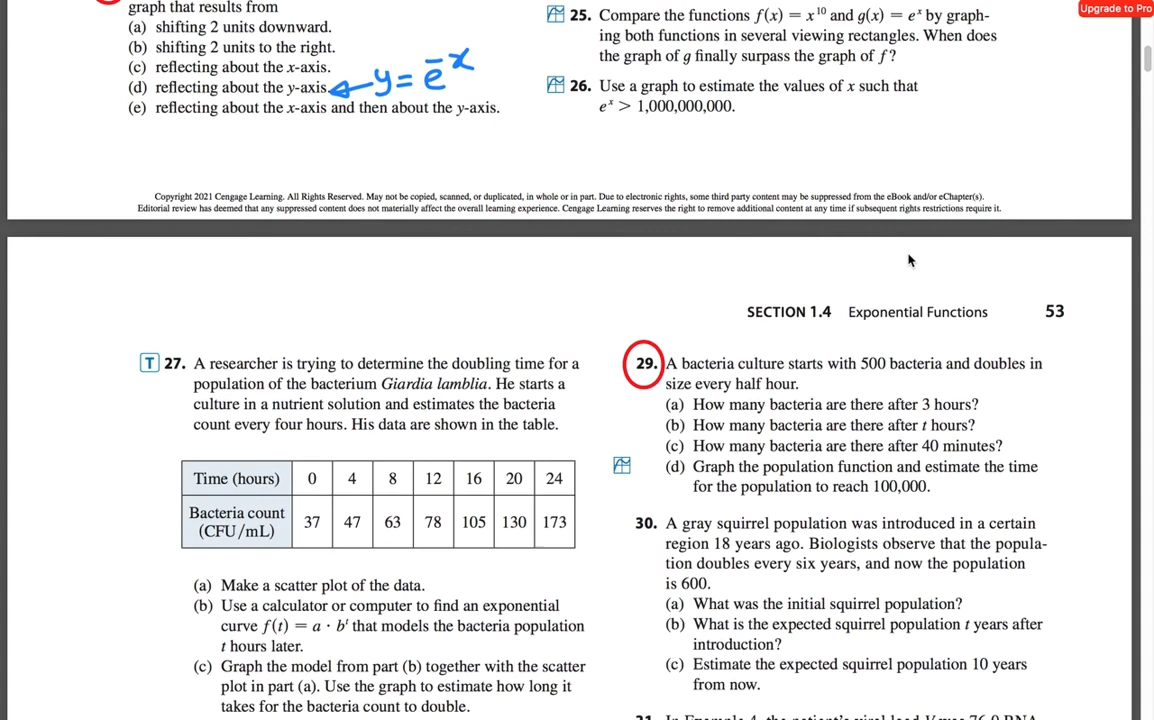 graph that results from
(a) shifting 2 units downward.
(b) shifting 2 units to the right.
(c) reflecting about the x-axis.
(d) reflecting about the y-axis.
y = e⁻ˣ
(e) reflecting about the x-axis and then about the y-axis.
25. Compare the functions f(x) = x¹⁰ and g(x) = eˣ by graph-
ing both functions in several viewing rectangles. When does
the graph of g finally surpass the graph of f?
26. Use a graph to estimate the values of x such that
eˣ > 1,000,000,000.
Upgrade to Pro
Copyright 2021 Cengage Learning. All Rights Reserved. May not be copied, scanned, or duplicated, in whole or in part. Due to electronic rights, some third party content may be suppressed from the eBook and/or eChapter(s).
Editorial review has deemed that any suppressed content does not materially affect the overall learning experience. Cengage Learning reserves the right to remove additional content at any time if subsequent rights restrictions require it.
SECTION 1.4 Exponential Functions 53
T 27. A researcher is trying to determine the doubling time for a
population of the bacterium Giardia lamblia. He starts a
culture in a nutrient solution and estimates the bacteria
count every four hours. His data are shown in the table.
Time (hours) 0 4 8 12 16 20 24
Bacteria count
(CFU/mL) 37 47 63 78 105 130 173
(a) Make a scatter plot of the data.
(b) Use a calculator or computer to find an exponential
curve f(t) = a · bᵗ that models the bacteria population
t hours later.
(c) Graph the model from part (b) together with the scatter
plot in part (a). Use the graph to estimate how long it
takes for the bacteria count to double.
29. A bacteria culture starts with 500 bacteria and doubles in
size every half hour.
(a) How many bacteria are there after 3 hours?
(b) How many bacteria are there after t hours?
(c) How many bacteria are there after 40 minutes?
(d) Graph the population function and estimate the time
for the population to reach 100,000.
30. A gray squirrel population was introduced in a certain
region 18 years ago. Biologists observe that the popula-
tion doubles every six years, and now the population
is 600.
(a) What was the initial squirrel population?
(b) What is the expected squirrel population t years after
introduction?
(c) Estimate the expected squirrel population 10 years
from now.